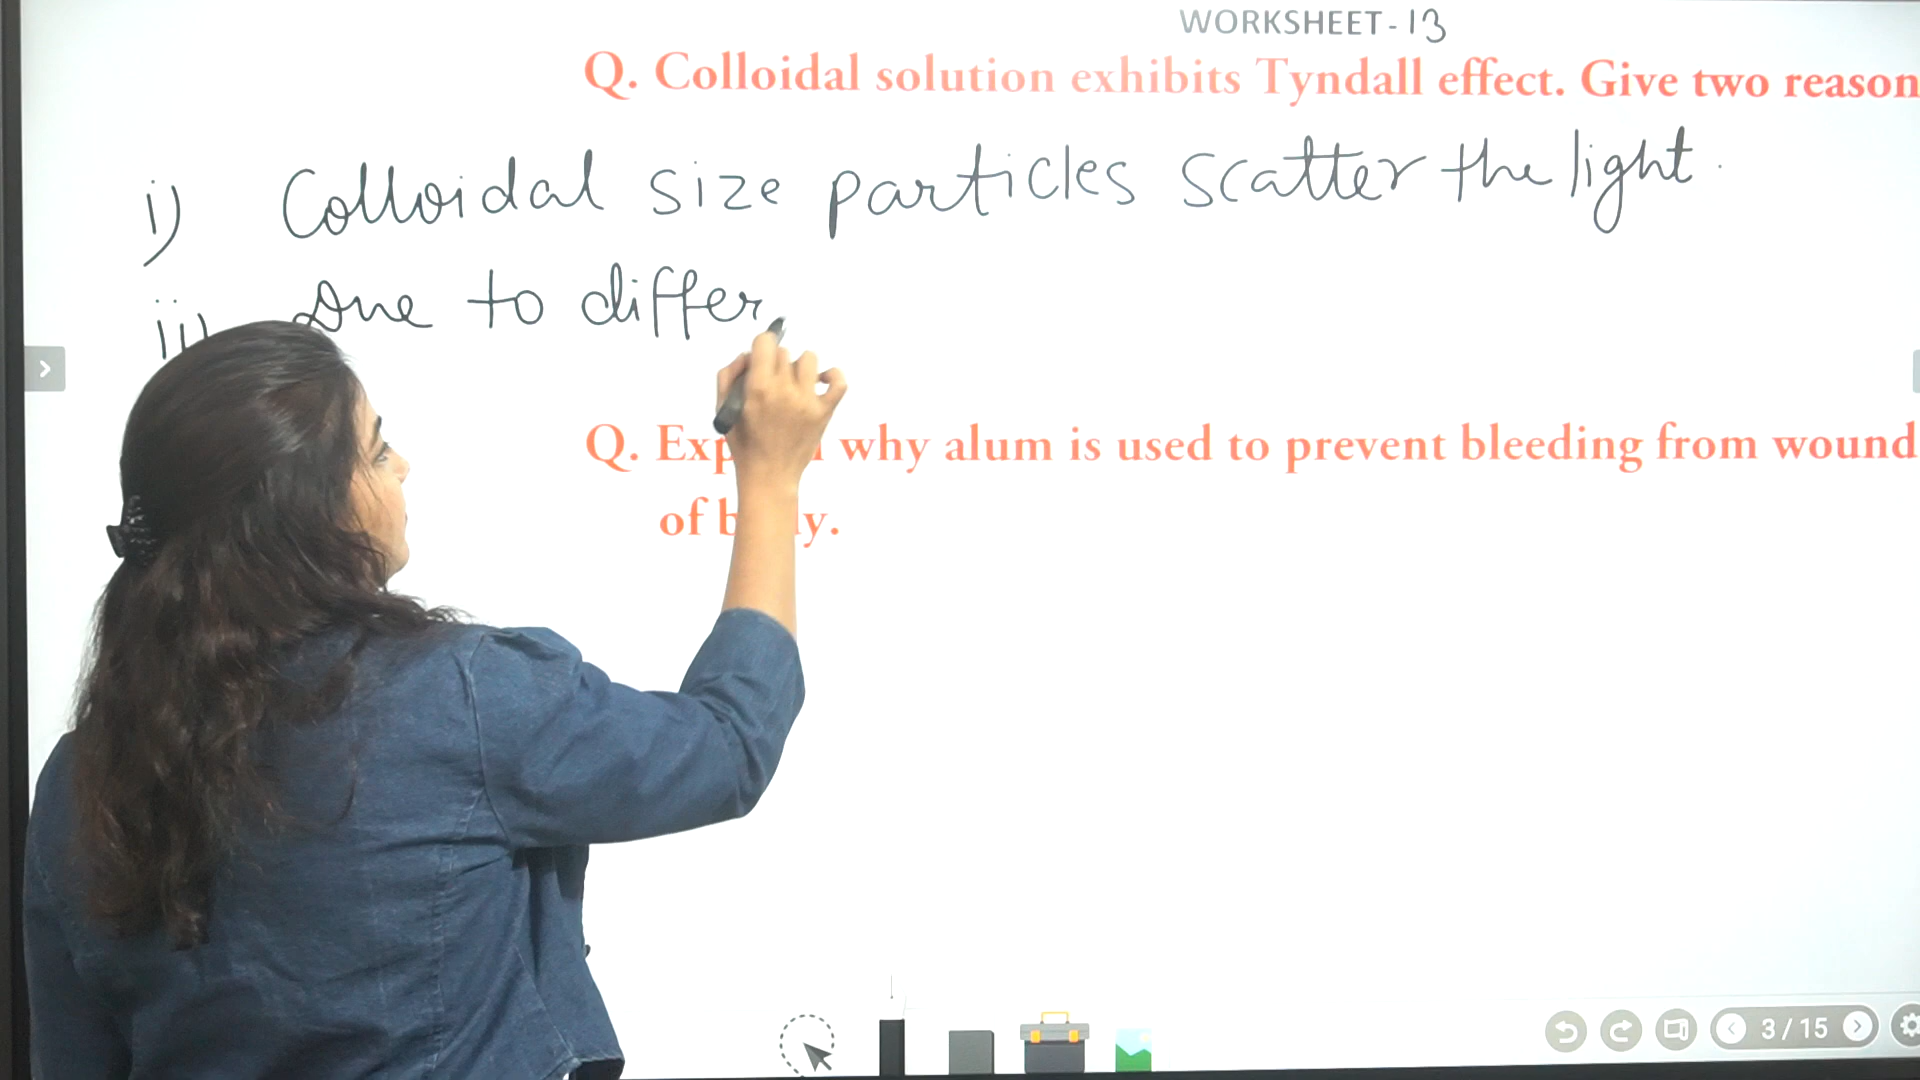 WORKSHEET-13
Q. Colloidal solution exhibits Tyndall effect. Give two reason
i) Colloidal size particles scatter the light.
ii) Due to differ
Q. why alum is used to prevent bleeding from wound
of
3/15